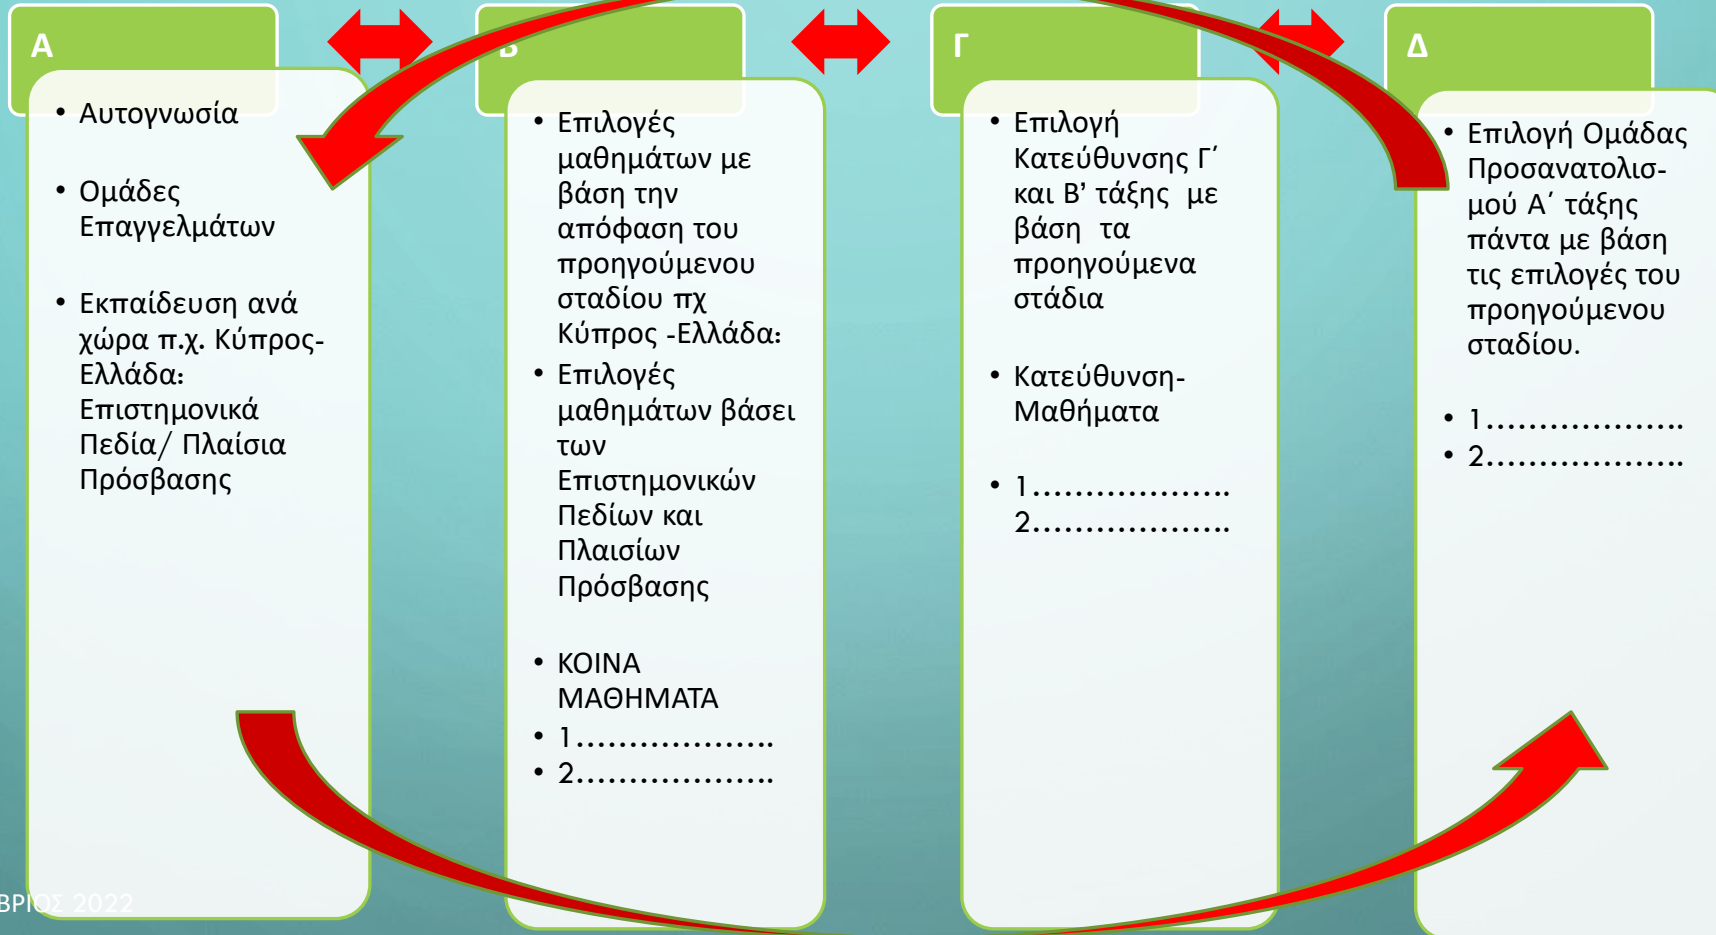 Α
• Αυτογνωσία
• Ομάδες
Επαγγελμάτων
• Εκπαίδευση ανά
χώρα π.χ. Κύπρος-
Ελλάδα:
Επιστημονικά
Πεδία/ Πλαίσια
Πρόσβασης
Β
• Επιλογές
μαθημάτων με
βάση την
απόφαση του
προηγούμενου
σταδίου πχ
Κύπρος -Ελλάδα:
• Επιλογές
μαθημάτων βάσει
των
Επιστημονικών
Πεδίων και
Πλαισίων
Πρόσβασης
• ΚΟΙΝΑ
ΜΑΘΗΜΑΤΑ
• 1...................
• 2...................
Γ
• Επιλογή
Κατεύθυνσης Γ΄
και Β’ τάξης με
βάση τα
προηγούμενα
στάδια
• Κατεύθυνση-
Μαθήματα
• 1...................
2...................
Δ
• Επιλογή Ομάδας
Προσανατολισ-
μού Α΄ τάξης
πάντα με βάση
τις επιλογές του
προηγούμενου
σταδίου.
• 1...................
• 2...................
ΒΡΙΟΣ 2022